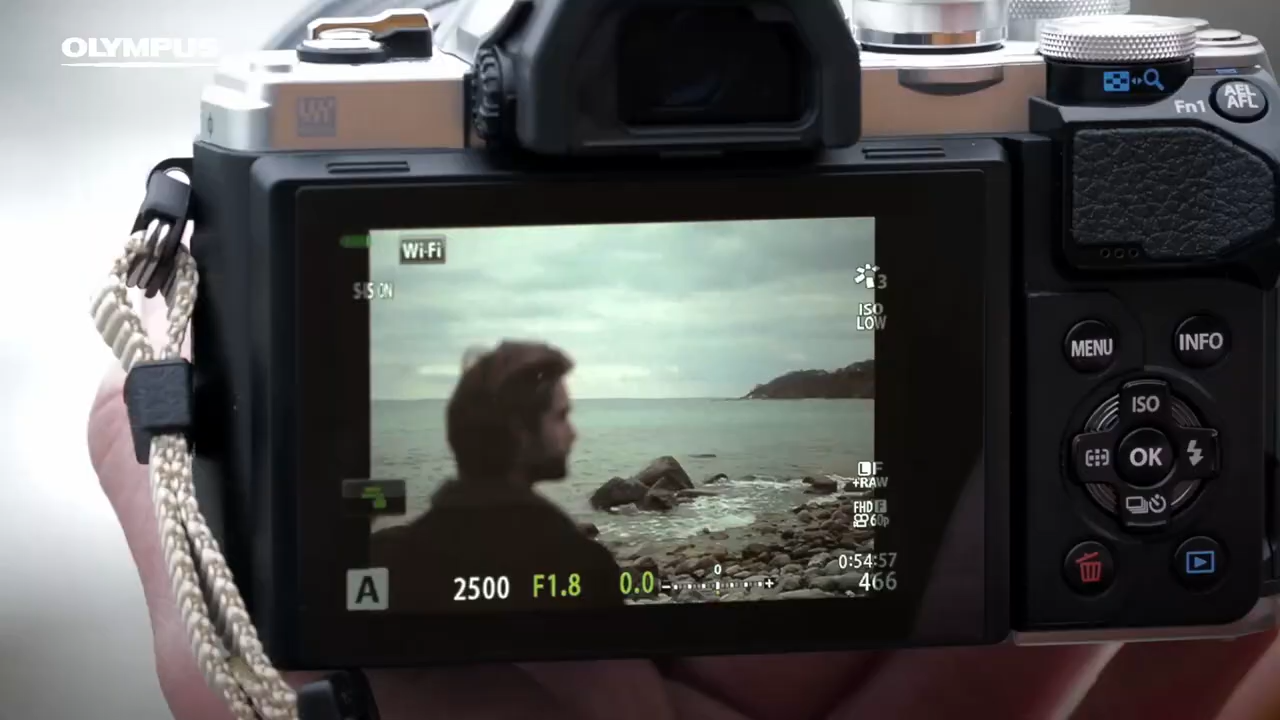 OLYMPUS
Fn1
AEL
AFL
Wi-Fi
S-IS ON
3
ISO
LOW
MENU
INFO
ISO
OK
LF
+RAW
FHD F
60p
A
2500 F1.8 0.0
0
0:54:57
466